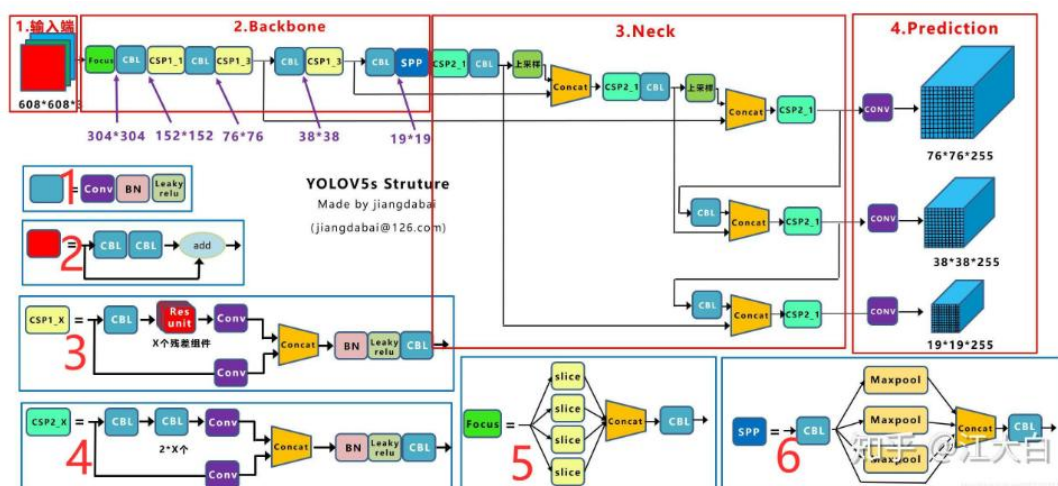 1.输入端
2.Backbone
3.Neck
4.Prediction
608*608*3
Focus CBL CSP1_1 CBL CSP1_3 CBL CSP1_3 CBL SPP CSP2_1 CBL 上采样 Concat CSP2_1 CBL 上采样 Concat CSP2_1 CONV
304*304 152*152 76*76 38*38 19*19
76*76*255
YOLOV5s Struture
Made by jiangdabai
(jiangdabai@126.com)
CBL Concat CSP2_1 CONV
38*38*255
CBL Concat CSP2_1 CONV
19*19*255
1 = Conv BN Leaky relu
2 = CBL CBL add
3
CSP1_X = CBL Res unit Conv Concat BN Leaky relu CBL
X个残差组件
Conv
4
CSP2_X = CBL CBL Conv Concat BN Leaky relu CBL
2*X个
Conv
5
Focus = slice slice slice slice Concat CBL
6
SPP = CBL Maxpool Maxpool Maxpool Concat CBL
知乎 @江大白